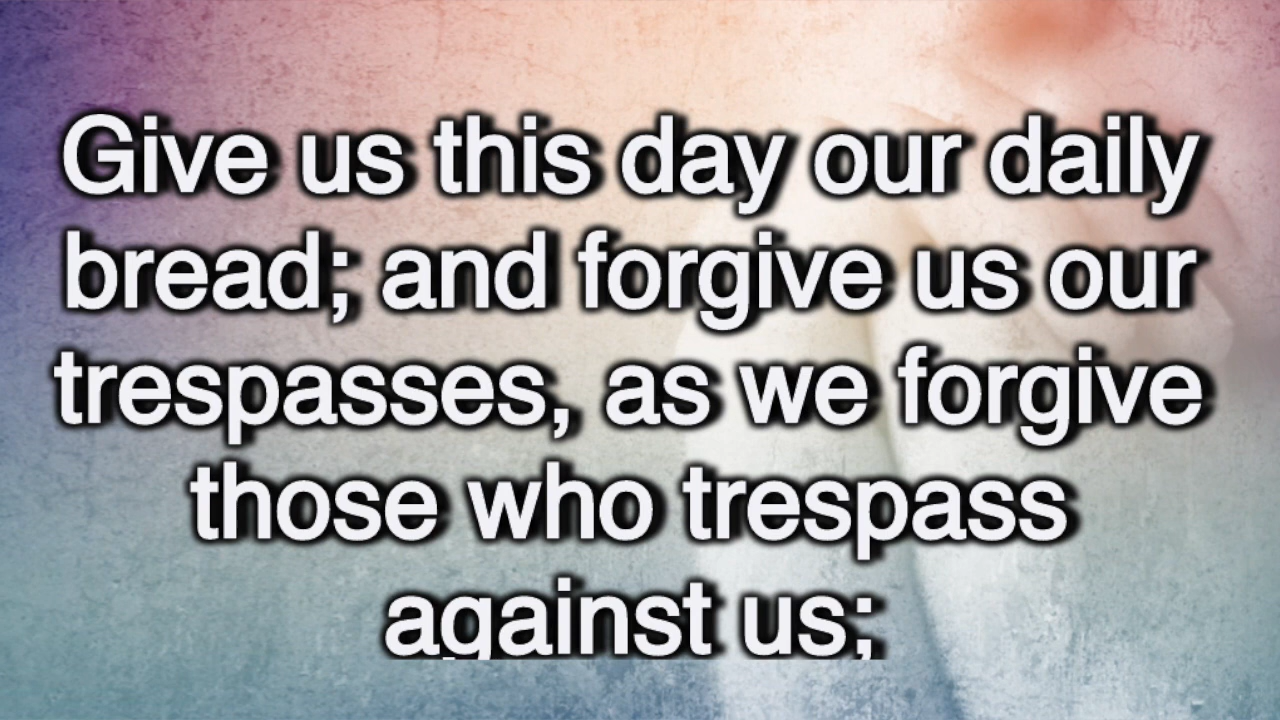 Give us this day our daily
bread; and forgive us our
trespasses, as we forgive
those who trespass
against us;